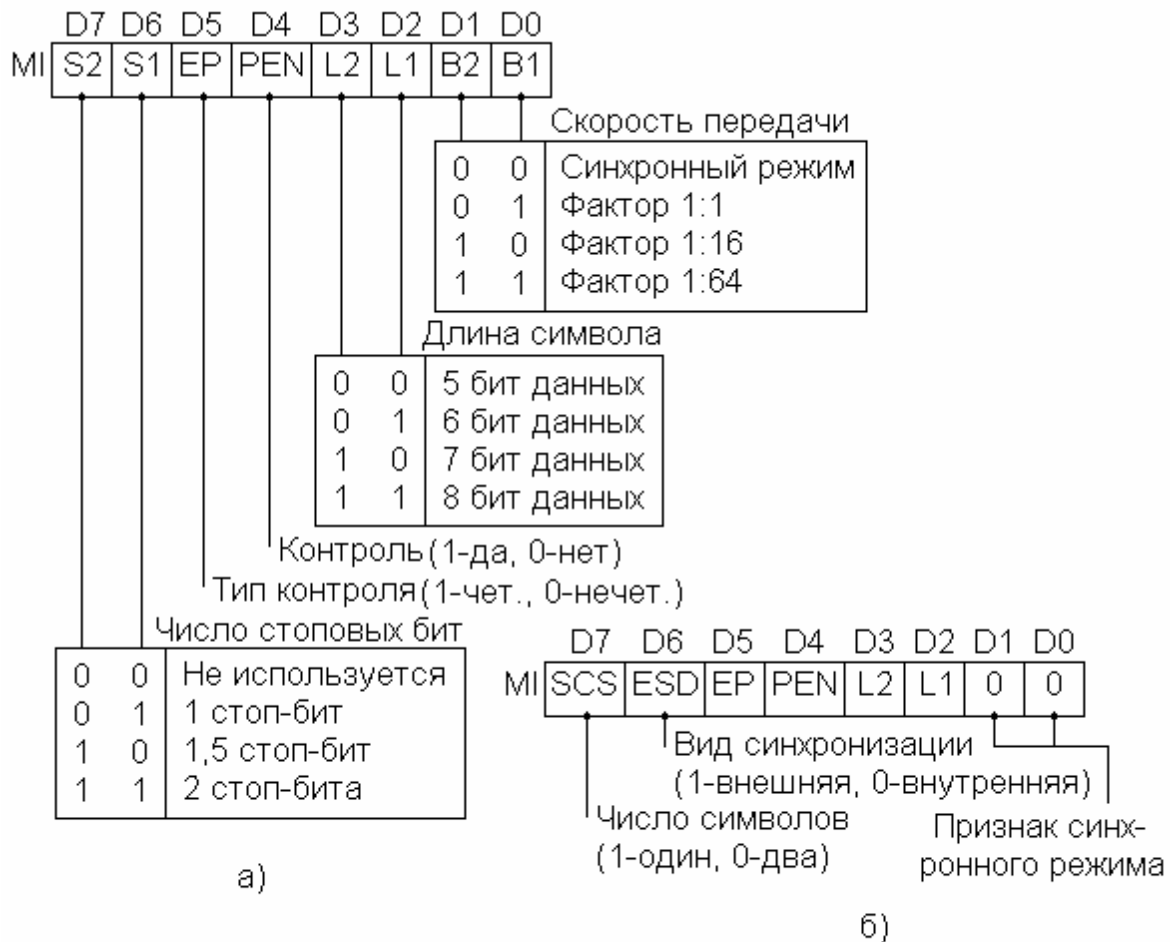 D7 D6 D5 D4 D3 D2 D1 D0
MI S2 S1 EP PEN L2 L1 B2 B1
Скорость передачи
0 0 Синхронный режим
0 1 Фактор 1:1
1 0 Фактор 1:16
1 1 Фактор 1:64
Длина символа
0 0 5 бит данных
0 1 6 бит данных
1 0 7 бит данных
1 1 8 бит данных
Контроль (1-да, 0-нет)
Тип контроля (1-чет., 0-нечет.)
Число стоповых бит
0 0 Не используется
0 1 1 стоп-бит
1 0 1,5 стоп-бит
1 1 2 стоп-бита
а)
D7 D6 D5 D4 D3 D2 D1 D0
MI SCS ESD EP PEN L2 L1 0 0
Вид синхронизации
(1-внешняя, 0-внутренняя)
Число символов
(1-один, 0-два)
Признак синх-
ронного режима
б)